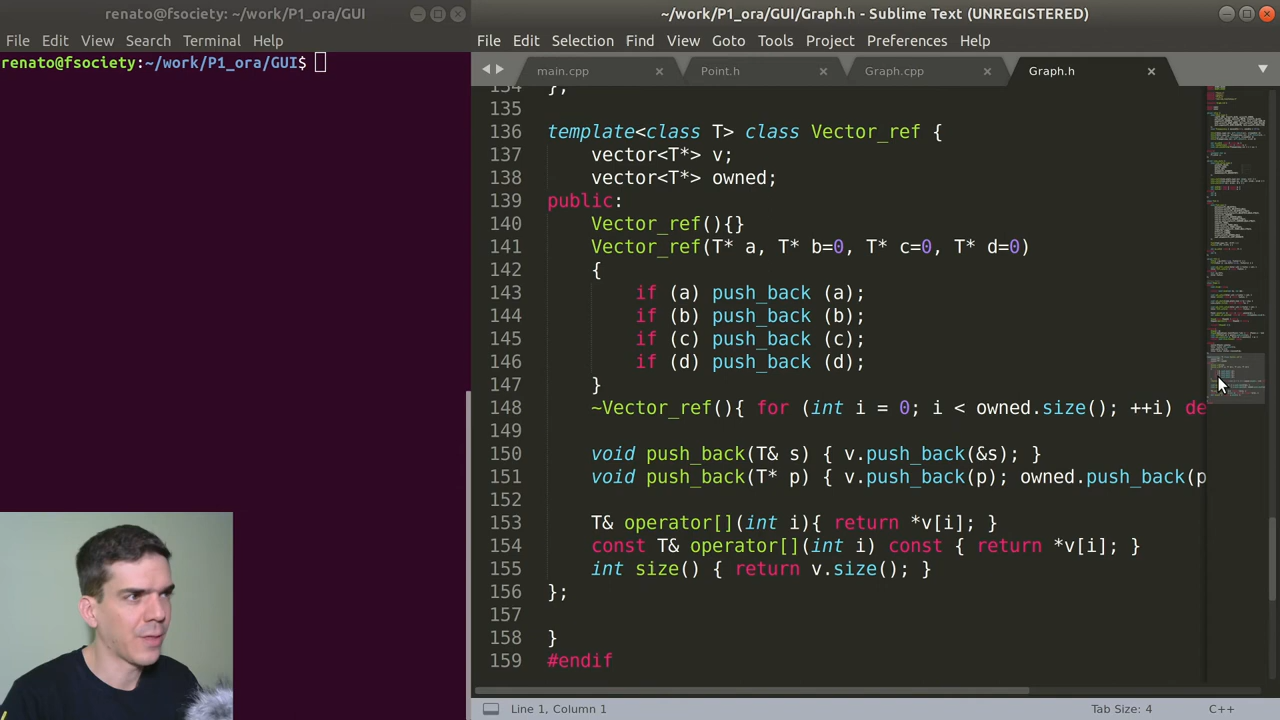 renato@fsociety: ~/work/P1_ora/GUI
File Edit View Search Terminal Help
renato@fsociety:~/work/P1_ora/GUI$
~/work/P1_ora/GUI/Graph.h - Sublime Text (UNREGISTERED)
File Edit Selection Find View Goto Tools Project Preferences Help
main.cpp Point.h Graph.cpp Graph.h
134 };
135
136 template<class T> class Vector_ref {
137 vector<T*> v;
138 vector<T*> owned;
139 public:
140 Vector_ref(){}
141 Vector_ref(T* a, T* b=0, T* c=0, T* d=0)
142 {
143 if (a) push_back (a);
144 if (b) push_back (b);
145 if (c) push_back (c);
146 if (d) push_back (d);
147 }
148 ~Vector_ref(){ for (int i = 0; i < owned.size(); ++i) de
149
150 void push_back(T& s) { v.push_back(&s); }
151 void push_back(T* p) { v.push_back(p); owned.push_back(p
152
153 T& operator[](int i){ return *v[i]; }
154 const T& operator[](int i) const { return *v[i]; }
155 int size() { return v.size(); }
156 };
157
158 }
159 #endif
Line 1, Column 1 Tab Size: 4 C++